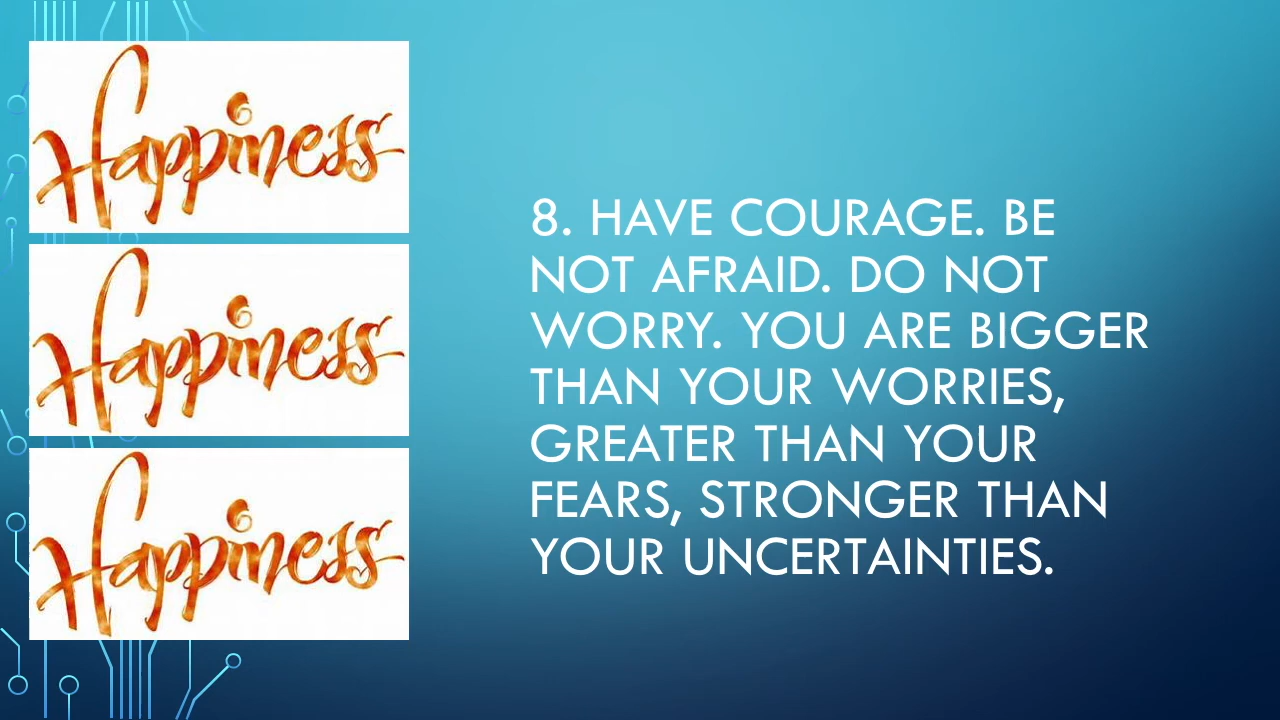 Happiness
Happiness
Happiness
8. HAVE COURAGE. BE
NOT AFRAID. DO NOT
WORRY. YOU ARE BIGGER
THAN YOUR WORRIES,
GREATER THAN YOUR
FEARS, STRONGER THAN
YOUR UNCERTAINTIES.